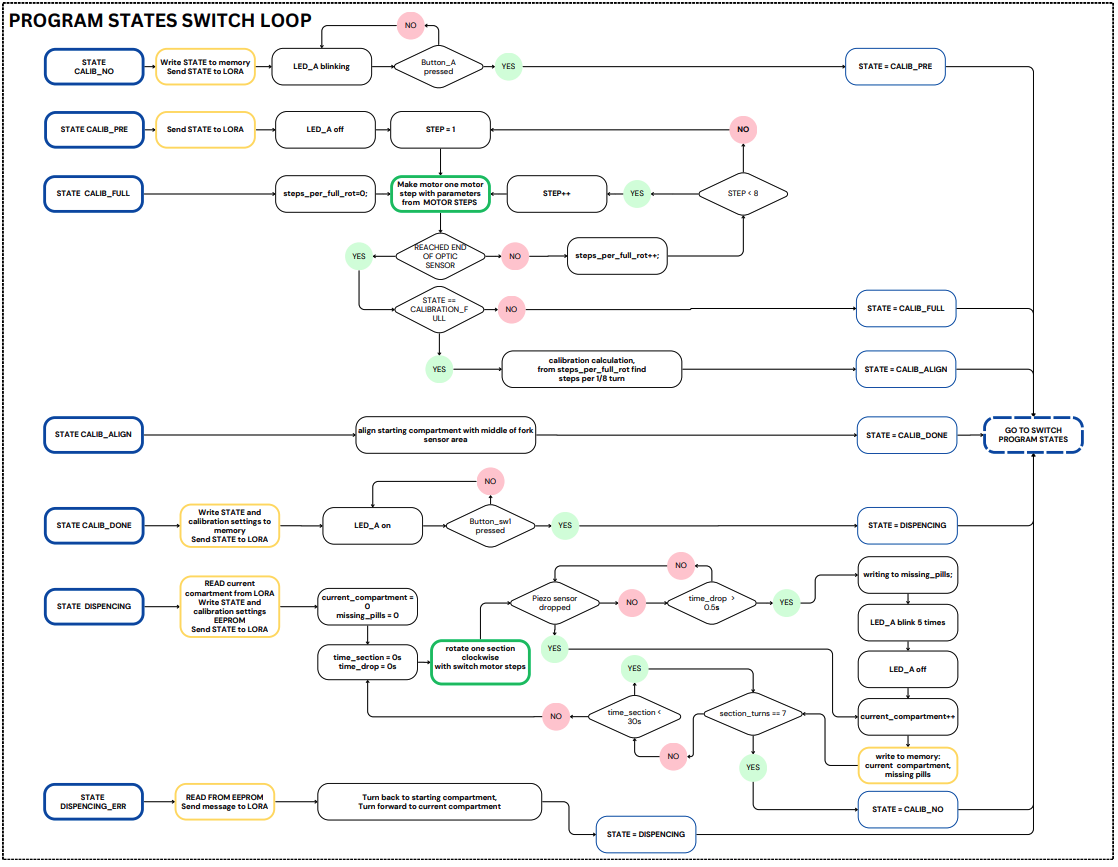 PROGRAM STATES SWITCH LOOP
NO
STATE
CALIB_NO
Write STATE to memory
Send STATE to LORA
LED_A blinking
Button_A
pressed
YES
STATE = CALIB_PRE
STATE CALIB_PRE
Send STATE to LORA
LED_A off
STEP = 1
NO
STATE CALIB_FULL
steps_per_full_rot=0;
Make motor one motor
step with parameters
from MOTOR STEPS
STEP++
YES
STEP < 8
YES
REACHED END
OF OPTIC
SENSOR
NO
steps_per_full_rot++;
STATE ==
CALIBRATION_F
ULL
NO
STATE = CALIB_FULL
YES
calibration calculation,
from steps_per_full_rot find
steps per 1/8 turn
STATE = CALIB_ALIGN
STATE CALIB_ALIGN
align starting compartment with middle of fork
sensor area
STATE = CALIB_DONE
GO TO SWITCH
PROGRAM STATES
NO
STATE CALIB_DONE
Write STATE and
calibration settings to
memory
Send STATE to LORA
LED_A on
Button_sw1
pressed
YES
STATE = DISPENCING
NO
STATE DISPENCING
READ current
comartment from LORA
Write STATE and
calibration settings
EEPROM
Send STATE to LORA
current_compartment =
0
missing_pills = 0
Piezo sensor
dropped
NO
time_drop >
0.5s
YES
writing to missing_pills;
LED_A blink 5 times
time_section = 0s
time_drop = 0s
rotate one section
clockwise
with switch motor steps
YES
LED_A off
YES
NO
time_section <
30s
section_turns == 7
current_compartment++
NO
YES
write to memory:
current compartment,
missing pills
STATE
DISPENCING_ERR
READ FROM EEPROM
Send message to LORA
Turn back to starting compartment,
Turn forward to current compartment
STATE = CALIB_NO
STATE = DISPENCING